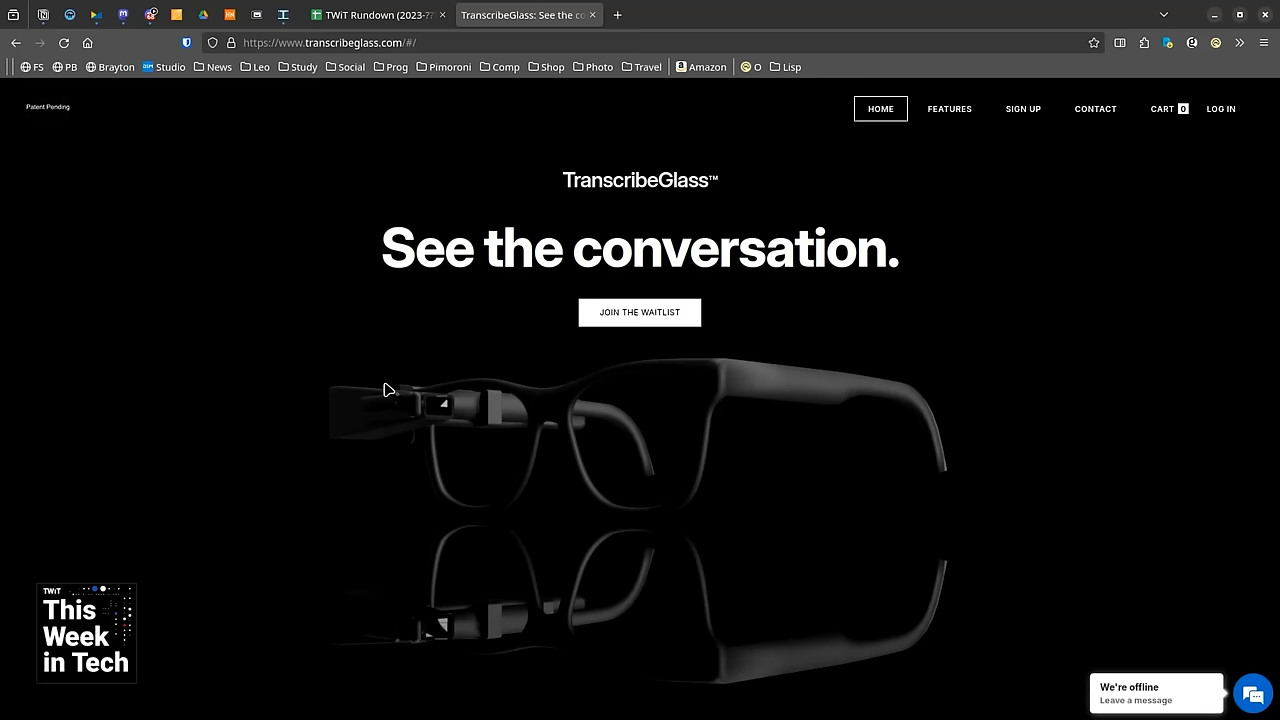 TWiT Rundown (2023-??
TranscribeGlass: See the co
https://www.transcribeglass.com/#/
FS PB Brayton Studio News Leo Study Social Prog Pimoroni Comp Shop Photo Travel Amazon O Lisp
Patent Pending
HOME FEATURES SIGN UP CONTACT CART 0 LOG IN
TranscribeGlass™
See the conversation.
JOIN THE WAITLIST
TWiT
This
Week
in Tech
We're offline
Leave a message